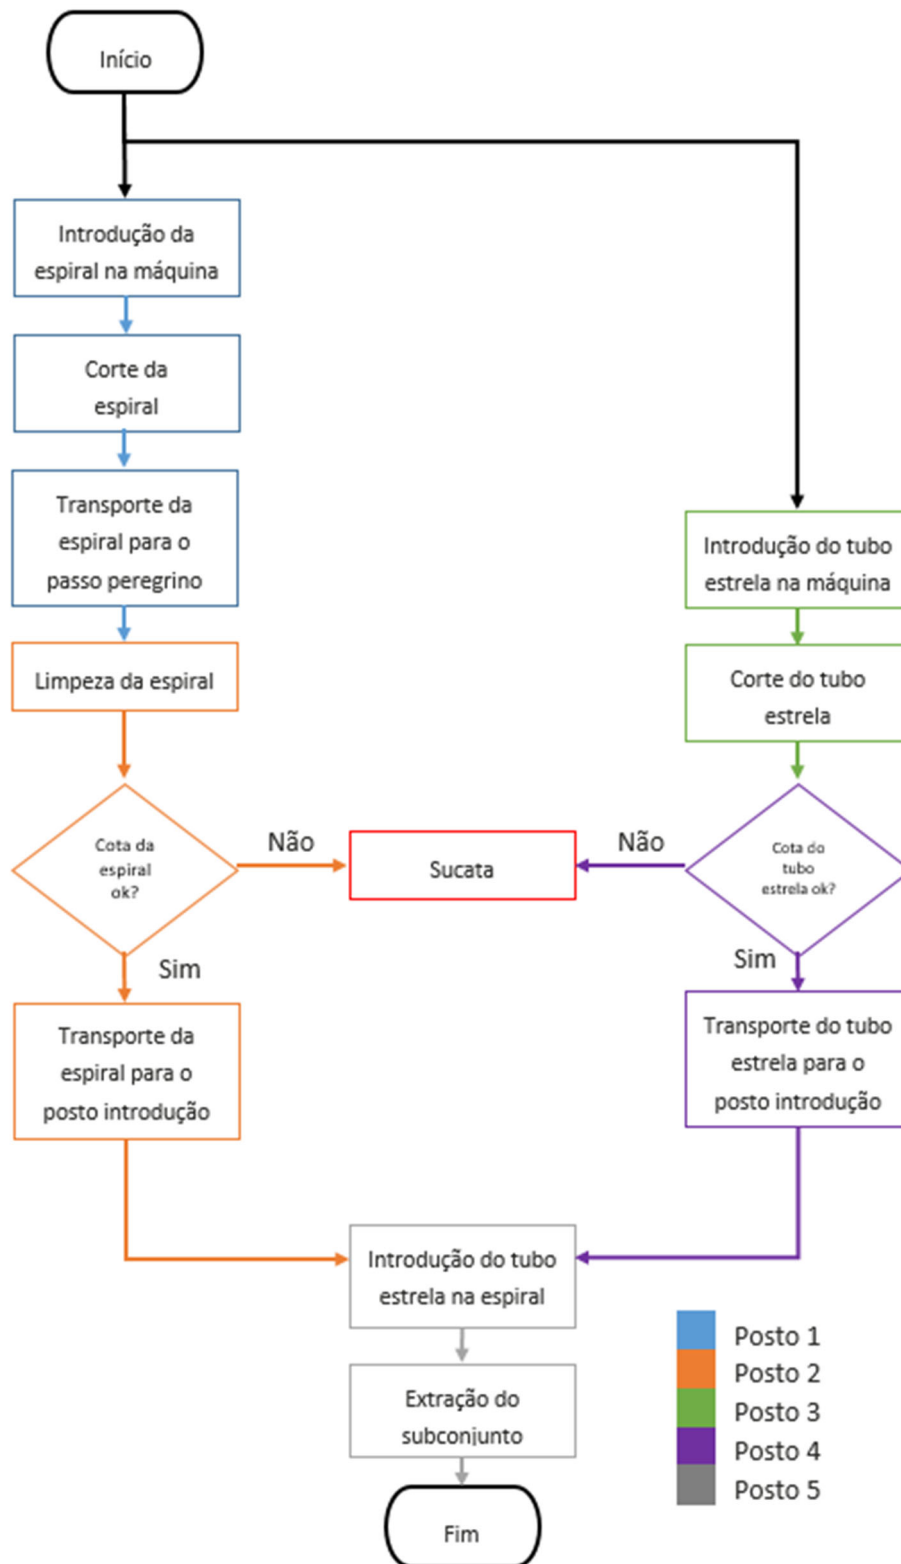 Início
Introdução da
espiral na máquina
Corte da
espiral
Transporte da
espiral para o
passo peregrino
Limpeza da espiral
Cota da
espiral
ok?
Não
Sim
Transporte da
espiral para o
posto introdução
Sucata
Introdução do tubo
estrela na máquina
Corte do tubo
estrela
Cota do
tubo
estrela ok?
Não
Sim
Transporte do tubo
estrela para o
posto introdução
Introdução do tubo
estrela na espiral
Extração do
subconjunto
Fim
Posto 1
Posto 2
Posto 3
Posto 4
Posto 5